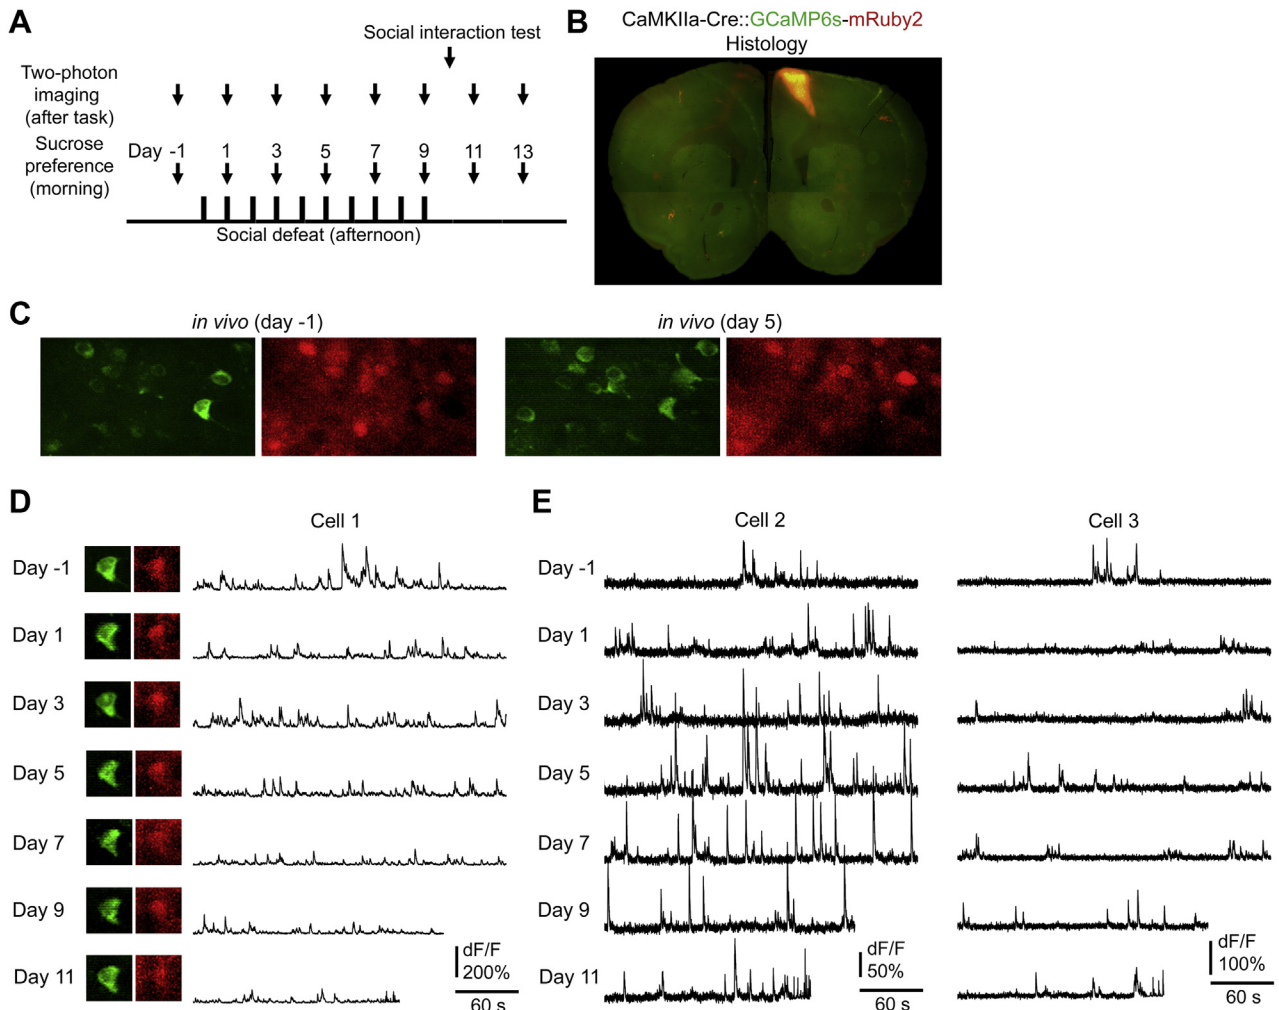 A
Social interaction test
Two-photon
imaging
(after task)
Sucrose
preference
(morning)
Day -1 1 3 5 7 9 11 13
Social defeat (afternoon)
B
CaMKIIa-Cre::GCaMP6s-mRuby2
Histology
C
in vivo (day -1)
in vivo (day 5)
D
Cell 1
Day -1
Day 1
Day 3
Day 5
Day 7
Day 9
Day 11
dF/F
200%
60 s
E
Cell 2
Cell 3
Day -1
Day 1
Day 3
Day 5
Day 7
Day 9
Day 11
dF/F
50%
60 s
dF/F
100%
60 s